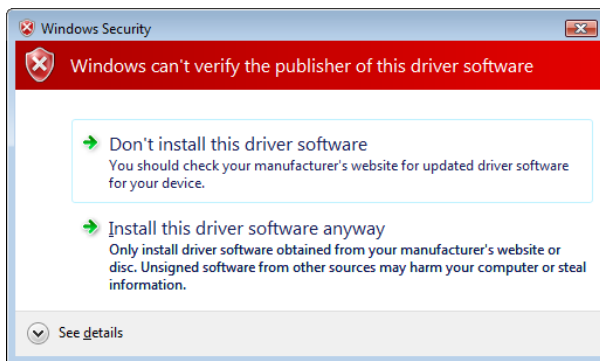 Windows Security
Windows can't verify the publisher of this driver software
Don't install this driver software
You should check your manufacturer's website for updated driver software
for your device.
Install this driver software anyway
Only install driver software obtained from your manufacturer's website or
disc. Unsigned software from other sources may harm your computer or steal
information.
See details